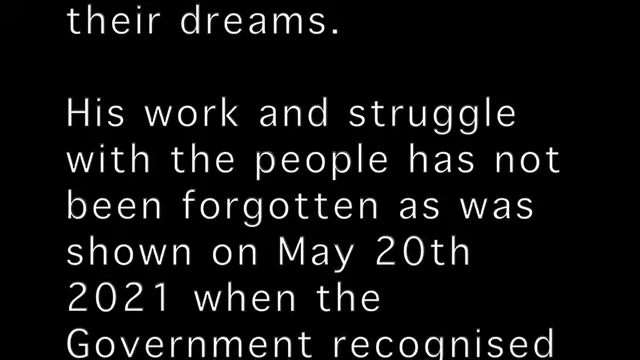 their dreams.
His work and struggle
with the people has not
been forgotten as was
shown on May 20th
2021 when the
Government recognised